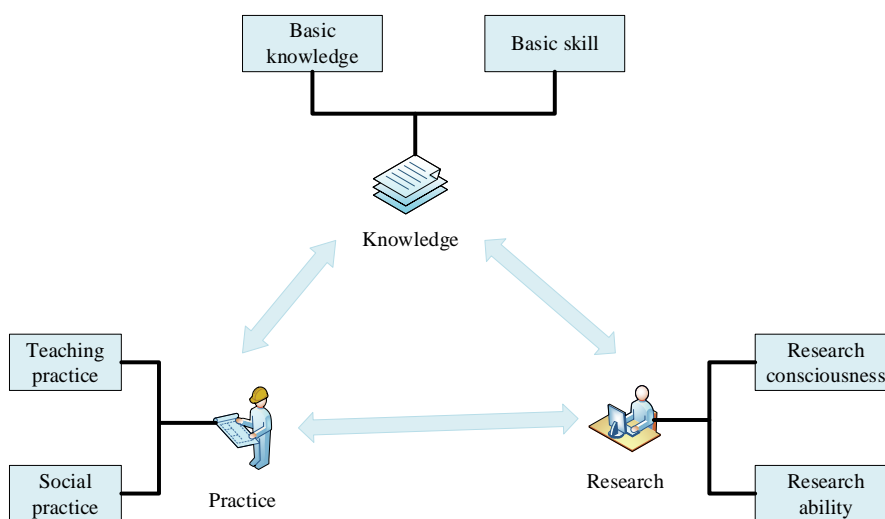 Basic
knowledge
Basic skill
Knowledge
Teaching
practice
Research
consciousness
Social
practice
Practice
Research
Research
ability